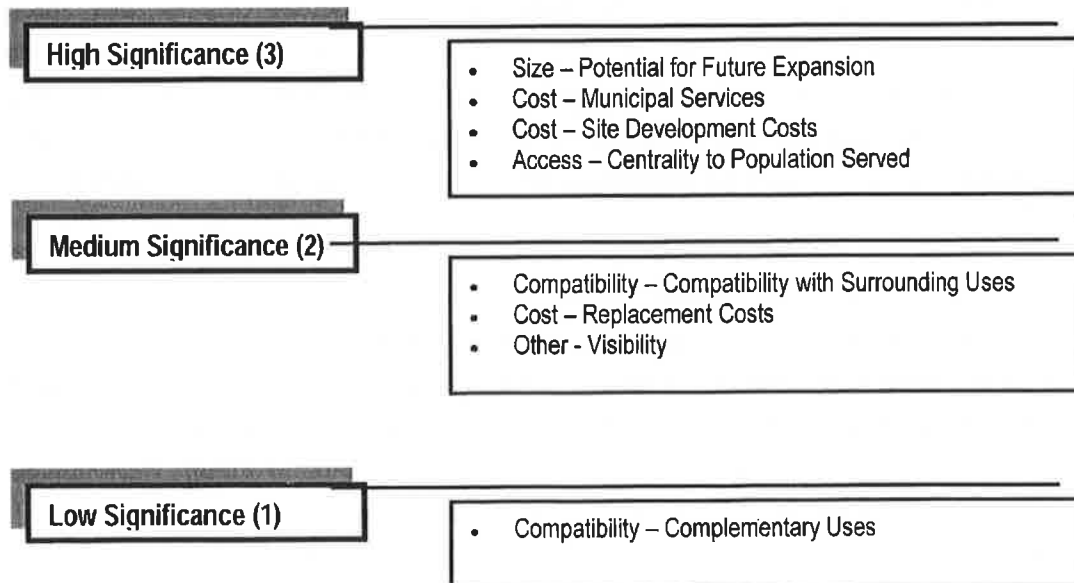 High Significance (3)
• Size – Potential for Future Expansion
• Cost – Municipal Services
• Cost – Site Development Costs
• Access – Centrality to Population Served
Medium Significance (2)
• Compatibility – Compatibility with Surrounding Uses
• Cost – Replacement Costs
• Other - Visibility
Low Significance (1)
• Compatibility – Complementary Uses